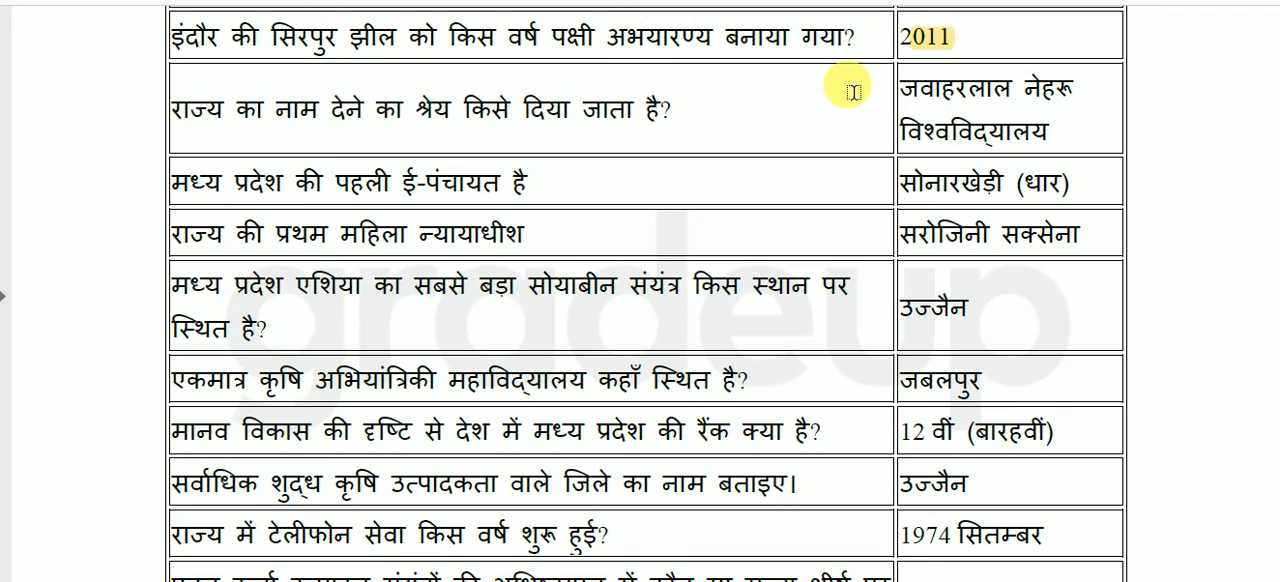 इंदौर की सिरपुर झील को किस वर्ष पक्षी अभयारण्य बनाया गया? 2011
राज्य का नाम देने का श्रेय किसे दिया जाता है? जवाहरलाल नेहरू
विश्वविद्यालय
मध्य प्रदेश की पहली ई-पंचायत है सोनारखेड़ी (धार)
राज्य की प्रथम महिला न्यायाधीश सरोजिनी सक्सेना
मध्य प्रदेश एशिया का सबसे बड़ा सोयाबीन संयंत्र किस स्थान पर
स्थित है? उज्जैन
एकमात्र कृषि अभियांत्रिकी महाविद्यालय कहाँ स्थित है? जबलपुर
मानव विकास की दृष्टि से देश में मध्य प्रदेश की रैंक क्या है? 12 वीं (बारहवीं)
सर्वाधिक शुद्ध कृषि उत्पादकता वाले जिले का नाम बताइए। उज्जैन
राज्य में टेलीफोन सेवा किस वर्ष शुरू हुई? 1974 सितम्बर
gradeup